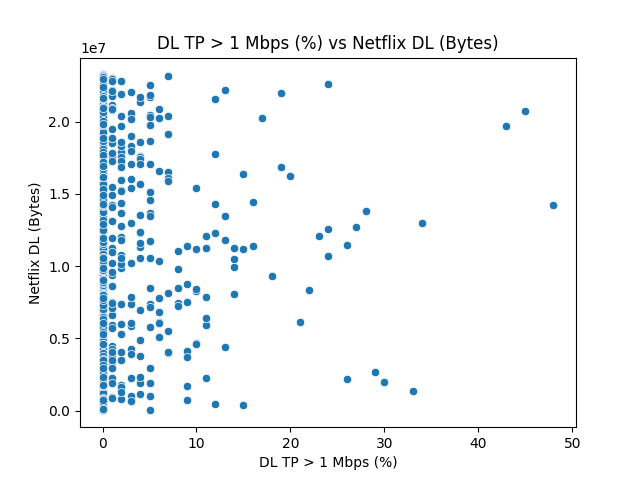 DL TP > 1 Mbps (%) vs Netflix DL (Bytes)
1e7
2.0
1.5
1.0
0.5
0.0
Netflix DL (Bytes)
0 10 20 30 40 50
DL TP > 1 Mbps (%)